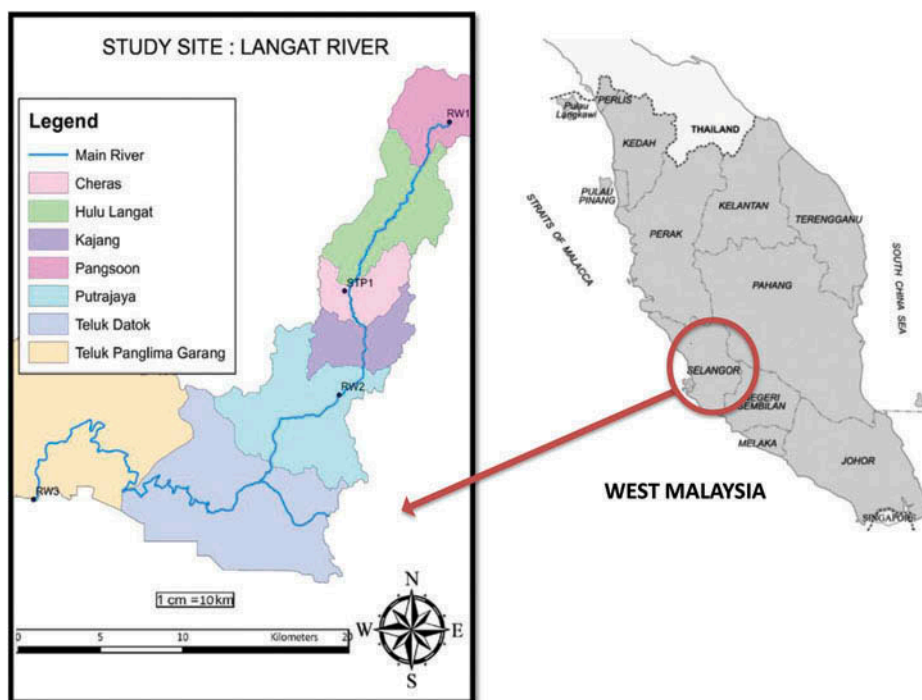 STUDY SITE : LANGAT RIVER
Legend
Main River
Cheras
Hulu Langat
Kajang
Pangsoon
Putrajaya
Teluk Datok
Teluk Panglima Garang
RW1
STP1
RW2
RW3
1 cm =10km
0
5
10
Kilometers
20
N
W
E
S
Pulau
Langkawi
PERLIS
KEDAH
THAILAND
PULAU
PINANG
KELANTAN
TERENGGANU
PERAK
STRAITS OF MALACCA
SOUTH CHINA SEA
PAHANG
SELANGOR
NEGERI
SEMBILAN
MELAKA
JOHOR
SINGAPORE
WEST MALAYSIA